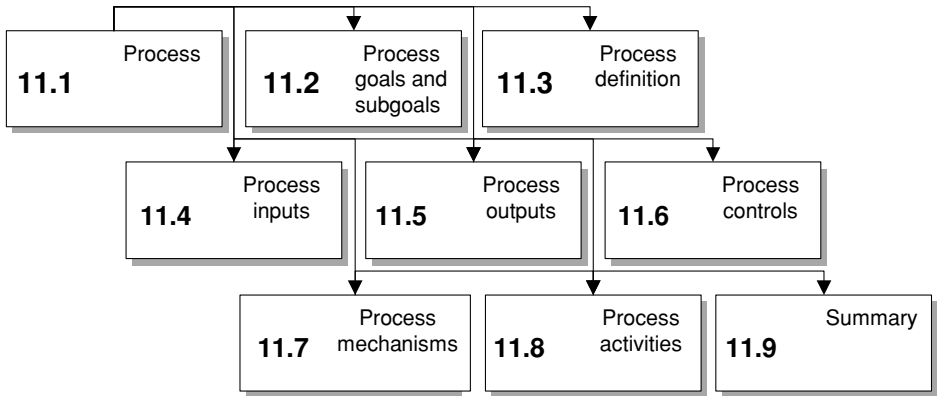 11.1
Process
11.2
Process
goals and
subgoals
11.3
Process
definition
11.4
Process
inputs
11.5
Process
outputs
11.6
Process
controls
11.7
Process
mechanisms
11.8
Process
activities
11.9
Summary